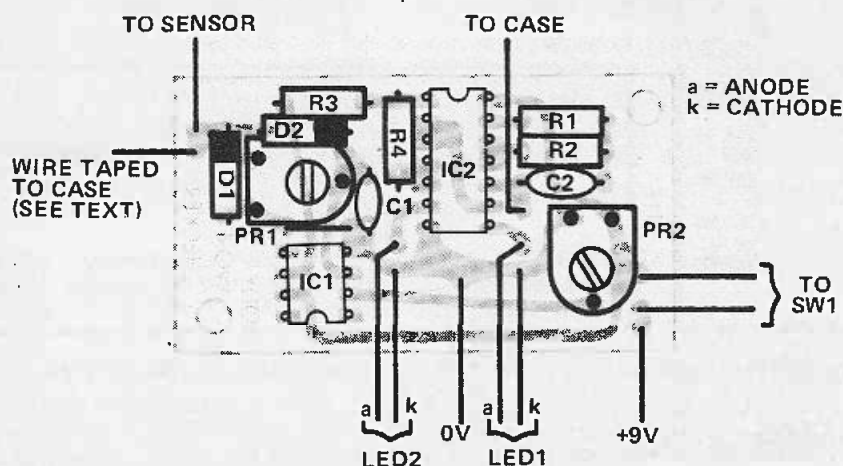 TO SENSOR
TO CASE
a = ANODE
k = CATHODE
R3
D2
R4
IC2
R1
R2
C2
WIRE TAPED
TO CASE
(SEE TEXT)
D1
C1
PR1
PR2
IC1
TO
SW1
a
k
0V
a
k
+9V
LED2
LED1